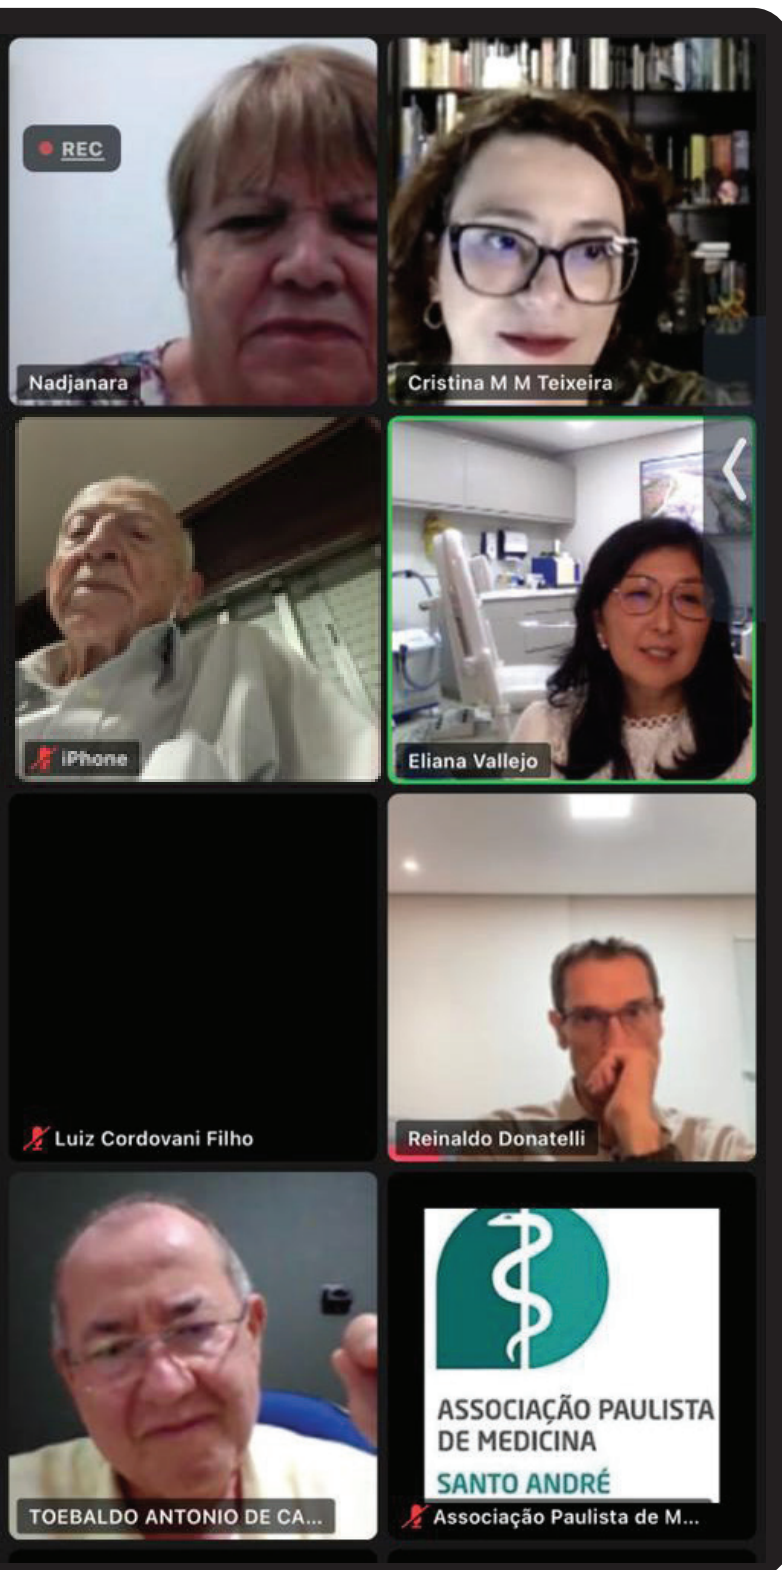 REC
Nadjanara
Cristina M M Teixeira
iPhone
Eliana Vallejo
Luiz Cordovani Filho
Reinaldo Donatelli
TOEBALDO ANTONIO DE CA...
ASSOCIAÇÃO PAULISTA
DE MEDICINA
SANTO ANDRÉ
Associação Paulista de M...